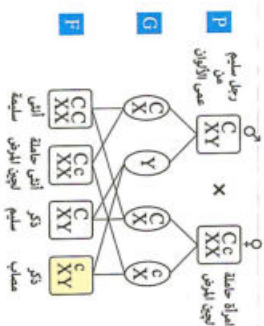 P
رجل سليم
من
عمى الألوان
♂
C
XY
×
♀
Cc
XX
امرأة حاملة
لجين المرض
G
C
X
Y
C
X
c
X
F
CC
XX
Cc
XX
C
XY
c
XY
أنثى
سليمة
أنثى حاملة
لجين المرض
ذكر
سليم
ذكر
مصاب